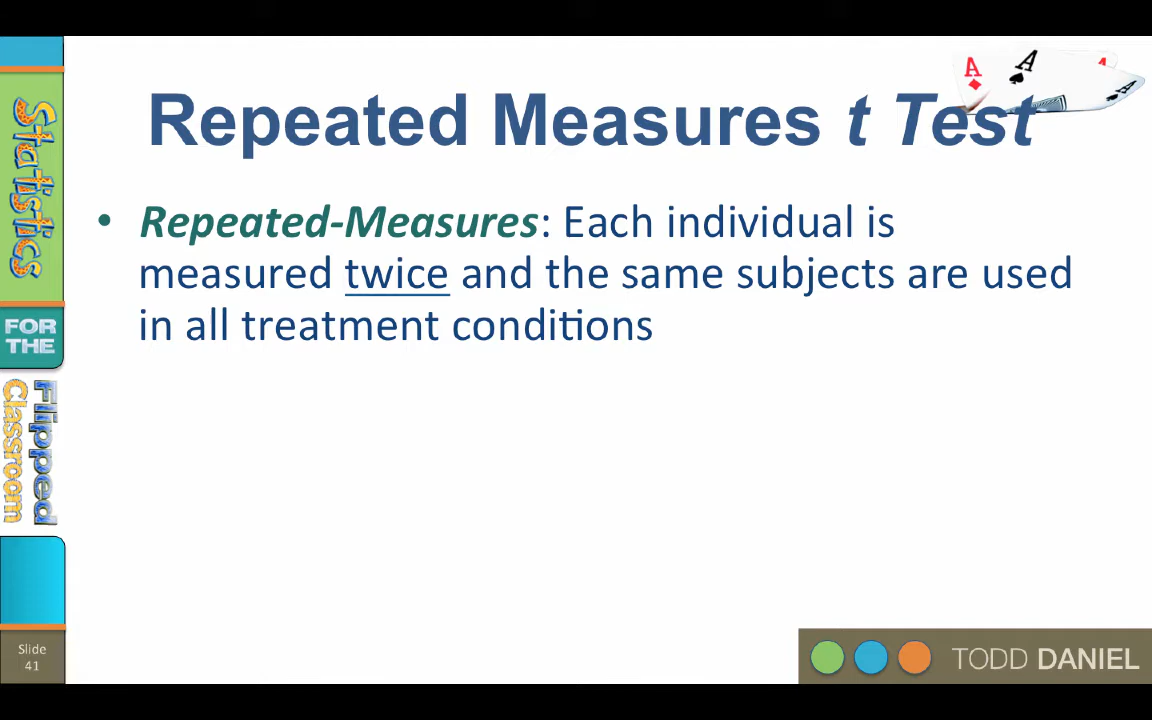 Repeated Measures t Test
• Repeated-Measures: Each individual is
measured twice and the same subjects are used
in all treatment conditions
Statistics
FOR
THE
Flipped
Classroom
Slide
41
TODD DANIEL
A
A
A
A